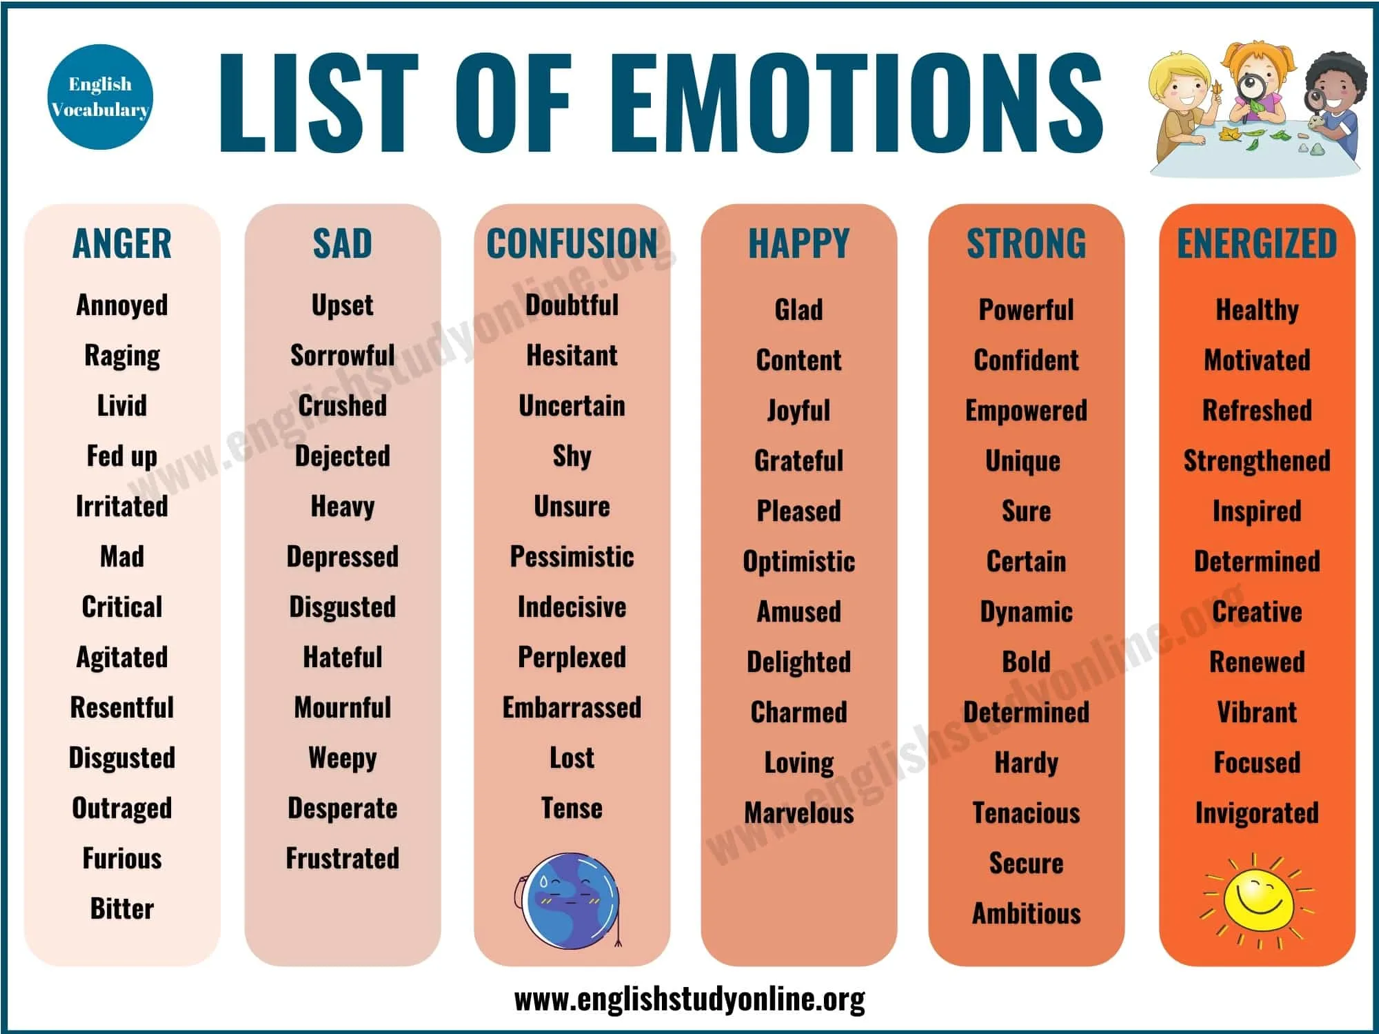 English
Vocabulary
LIST OF EMOTIONS
ANGER
Annoyed
Raging
Livid
Fed up
Irritated
Mad
Critical
Agitated
Resentful
Disgusted
Outraged
Furious
Bitter
SAD
Upset
Sorrowful
Crushed
Dejected
Heavy
Depressed
Disgusted
Hateful
Mournful
Weepy
Desperate
Frustrated
CONFUSION
Doubtful
Hesitant
Uncertain
Shy
Unsure
Pessimistic
Indecisive
Perplexed
Embarrassed
Lost
Tense
HAPPY
Glad
Content
Joyful
Grateful
Pleased
Optimistic
Amused
Delighted
Charmed
Loving
Marvelous
STRONG
Powerful
Confident
Empowered
Unique
Sure
Certain
Dynamic
Bold
Determined
Hardy
Tenacious
Secure
Ambitious
ENERGIZED
Healthy
Motivated
Refreshed
Strengthened
Inspired
Determined
Creative
Renewed
Vibrant
Focused
Invigorated
www.englishstudyonline.org
www.englishstudyonline.org
www.englishstudyonline.org